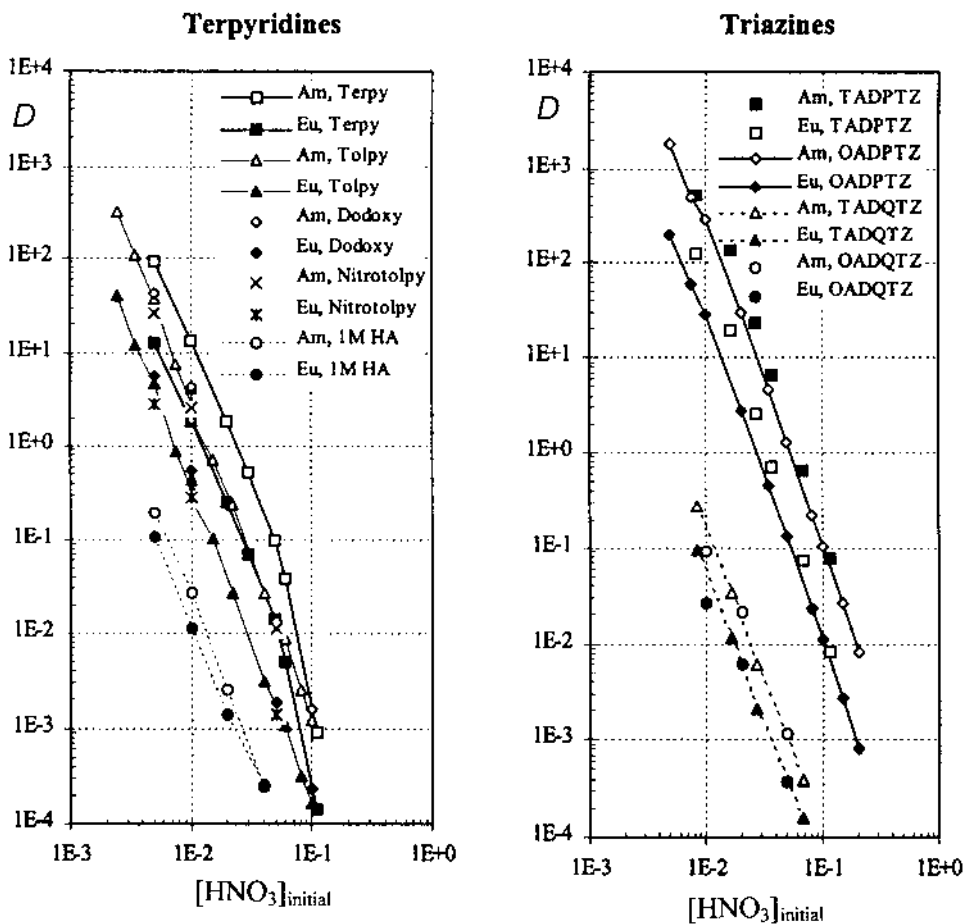 Terpyridines
1E+4
D
1E+3
1E+2
1E+1
1E+0
1E-1
1E-2
1E-3
1E-4
1E-3
1E-2
1E-1
1E+0
[HNO3]initial
Am, Terpy
Eu, Terpy
Am, Tolpy
Eu, Tolpy
Am, Dodoxy
Eu, Dodoxy
Am, Nitrotolpy
Eu, Nitrotolpy
Am, 1M HA
Eu, 1M HA
Triazines
1E+4
D
1E+3
1E+2
1E+1
1E+0
1E-1
1E-2
1E-3
1E-4
1E-3
1E-2
1E-1
1E+0
[HNO3]initial
Am, TADPTZ
Eu, TADPTZ
Am, OADPTZ
Eu, OADPTZ
Am, TADQTZ
Eu, TADQTZ
Am, OADQTZ
Eu, OADQTZ